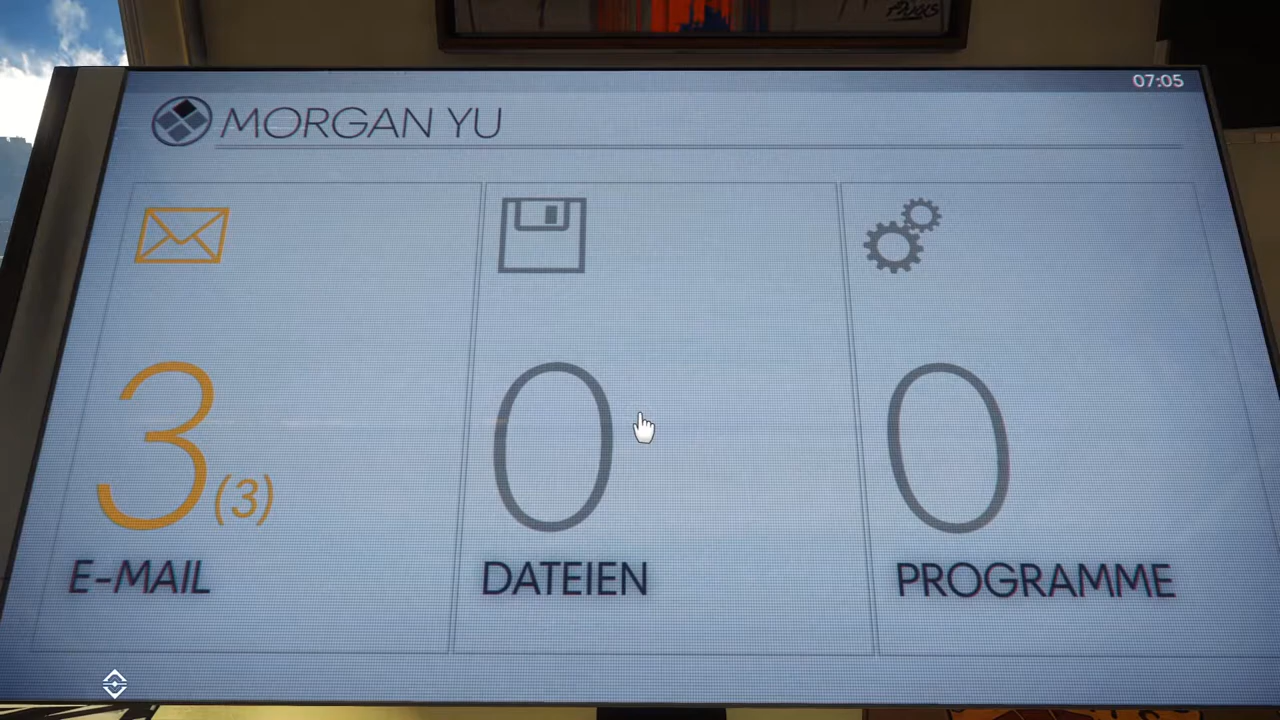 07:05
MORGAN YU
3 (3)
E-MAIL
0
DATEIEN
0
PROGRAMME